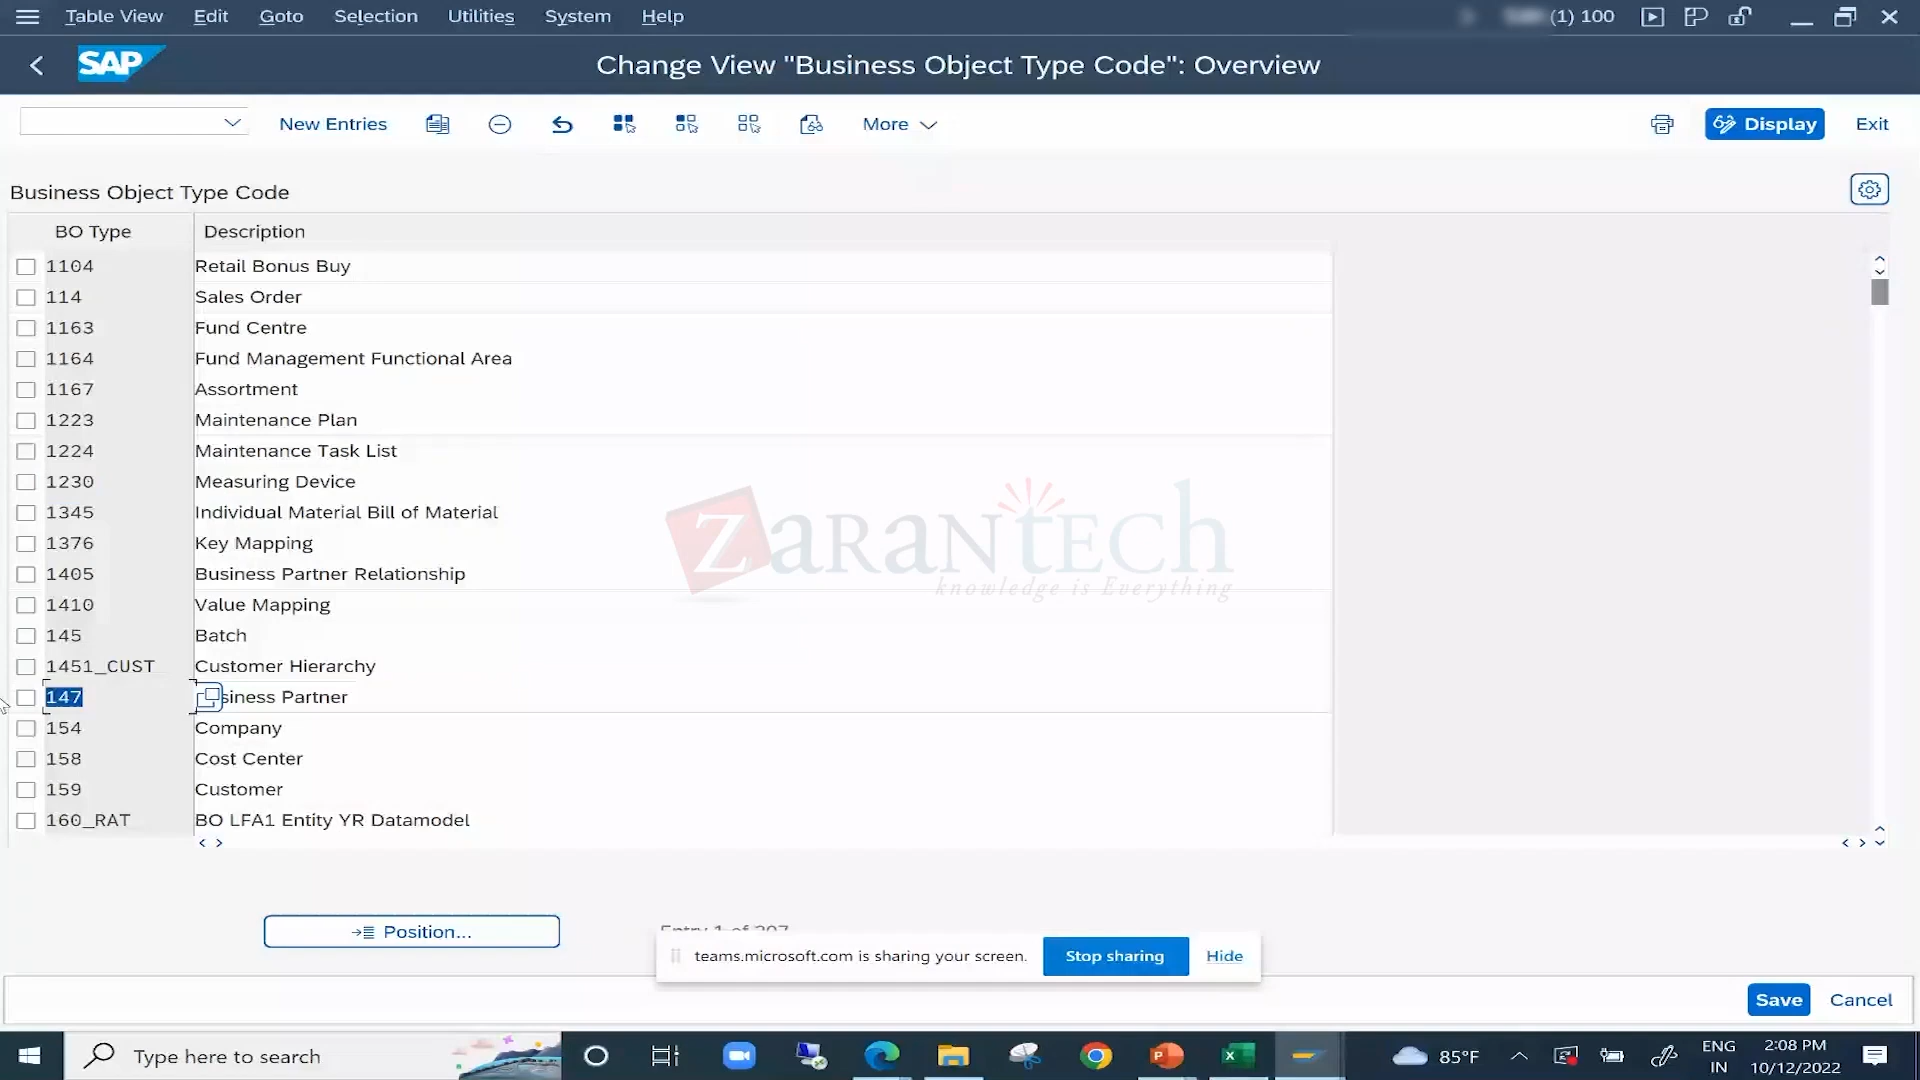 Table View Edit Goto Selection Utilities System Help (1) 100
SAP Change View "Business Object Type Code": Overview
New Entries More Display Exit
Business Object Type Code
BO Type Description
1104 Retail Bonus Buy
114 Sales Order
1163 Fund Centre
1164 Fund Management Functional Area
1167 Assortment
1223 Maintenance Plan
1224 Maintenance Task List
1230 Measuring Device
1345 Individual Material Bill of Material
1376 Key Mapping
1405 Business Partner Relationship
1410 Value Mapping
145 Batch
1451_CUST Customer Hierarchy
147 siness Partner
154 Company
158 Cost Center
159 Customer
160_RAT BO LFA1 Entity YR Datamodel
ZaranTech
knowledge is Everything
Position...
teams.microsoft.com is sharing your screen. Stop sharing Hide
Save Cancel
Type here to search
85°F
ENG
IN
2:08 PM
10/12/2022